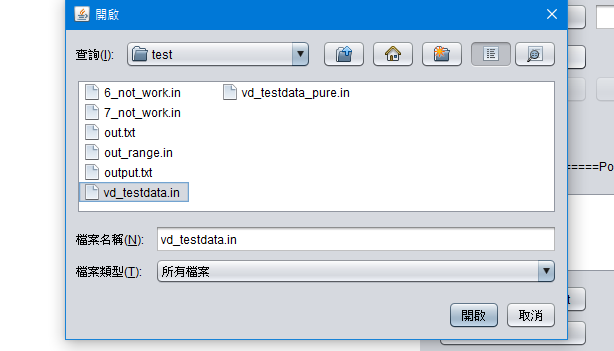 開啟
查詢(I): test
6_not_work.in
7_not_work.in
out.txt
out_range.in
output.txt
vd_testdata.in
vd_testdata_pure.in
=====Po
檔案名稱(N): vd_testdata.in
檔案類型(T): 所有檔案
開啟 取消
t